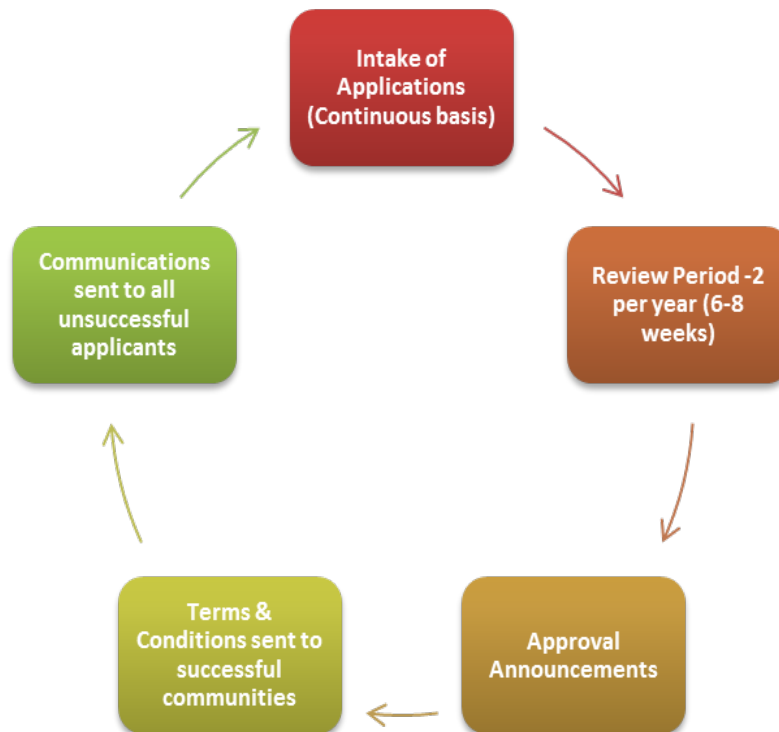 Intake of
Applications
(Continuous basis)
Review Period -2
per year (6-8
weeks)
Approval
Announcements
Terms &
Conditions sent to
successful
communities
Communications
sent to all
unsuccessful
applicants